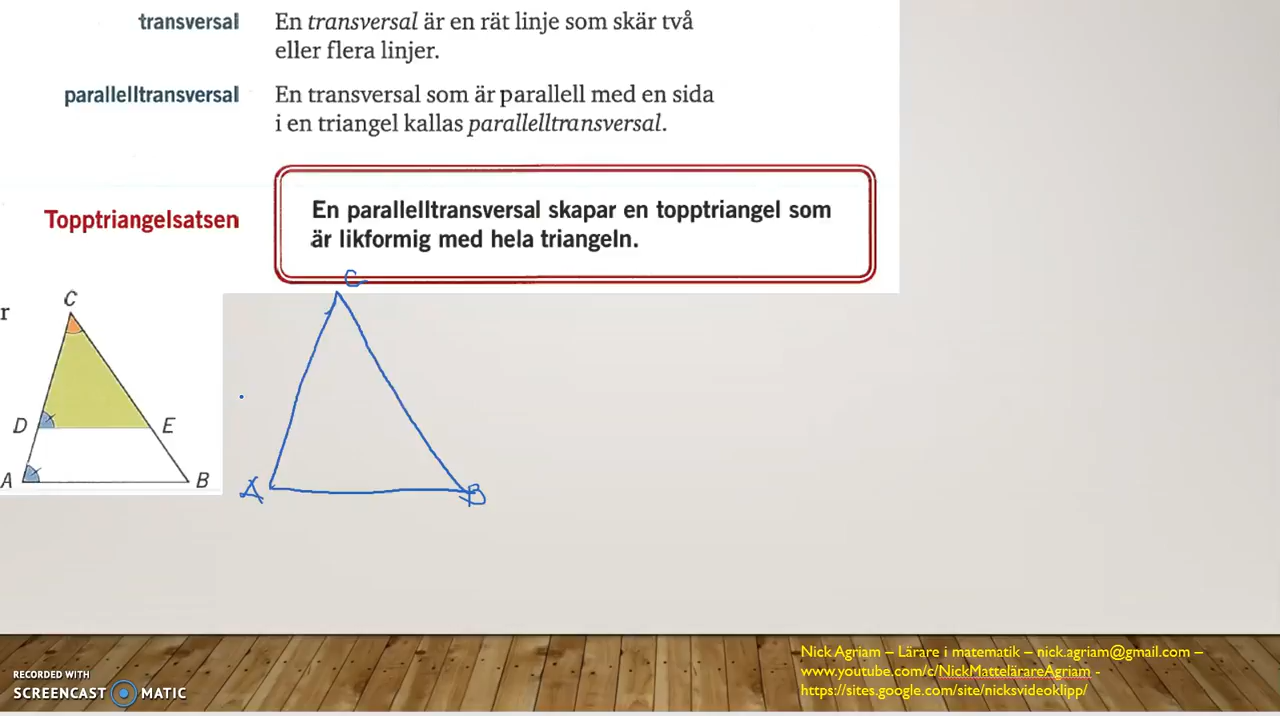 transversal
En transversal är en rät linje som skär två
eller flera linjer.
parallelltransversal
En transversal som är parallell med en sida
i en triangel kallas parallelltransversal.
Topptriangelsatsen
En parallelltransversal skapar en topptriangel som
är likformig med hela triangeln.
r
C
D
E
A
B
C
A
B
Nick Agriam – Lärare i matematik – nick.agriam@gmail.com –
www.youtube.com/c/NickMattelärareAgriam -
https://sites.google.com/site/nicksvideoklipp/
RECORDED WITH
SCREENCAST MATIC